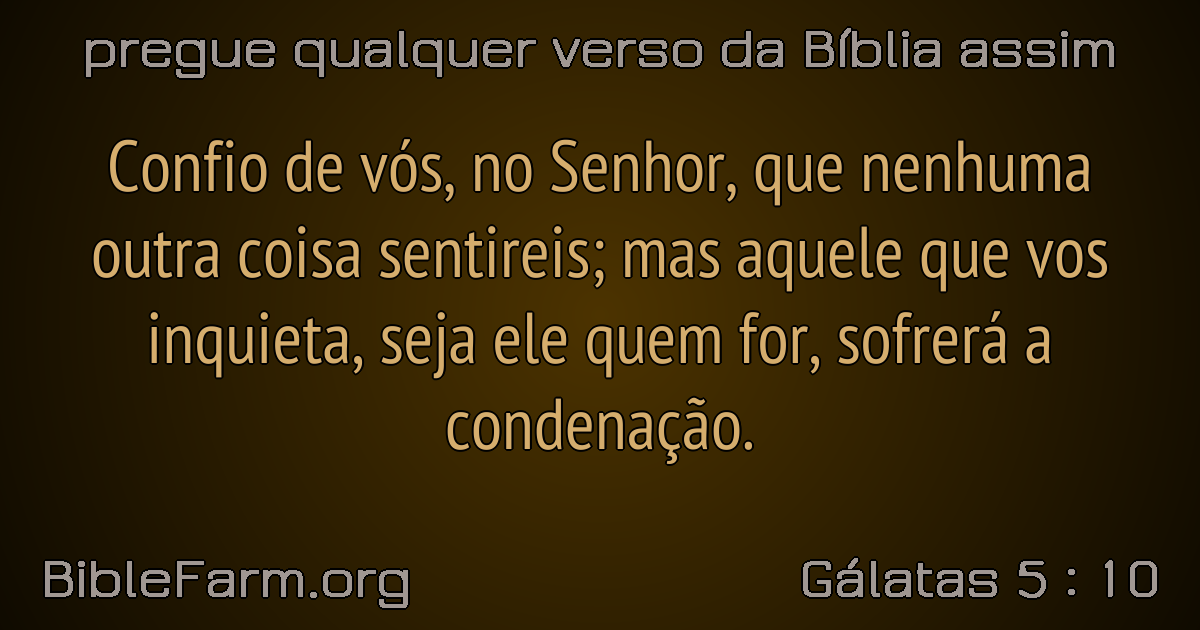 pregue qualquer verso da Bíblia assim
Confio de vós, no Senhor, que nenhuma
outra coisa sentireis; mas aquele que vos
inquieta, seja ele quem for, sofrerá a
condenação.
BibleFarm.org
Gálatas 5 : 10